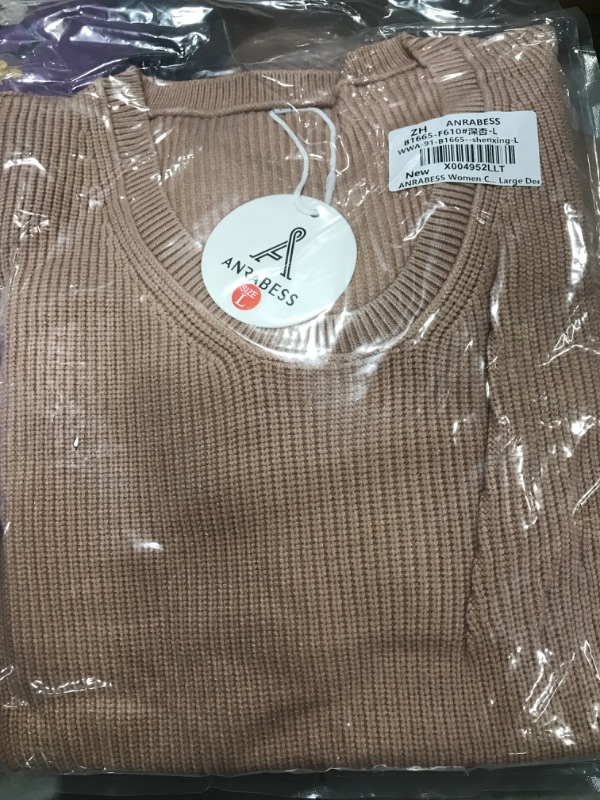 ZH ANRABESS
B1665-F610#深杏-L
WWA-91-B1665--shenxing-L
X004952LLT
New
ANRABESS Women C... Large Dee
A
ANRABESS
SIZE
L